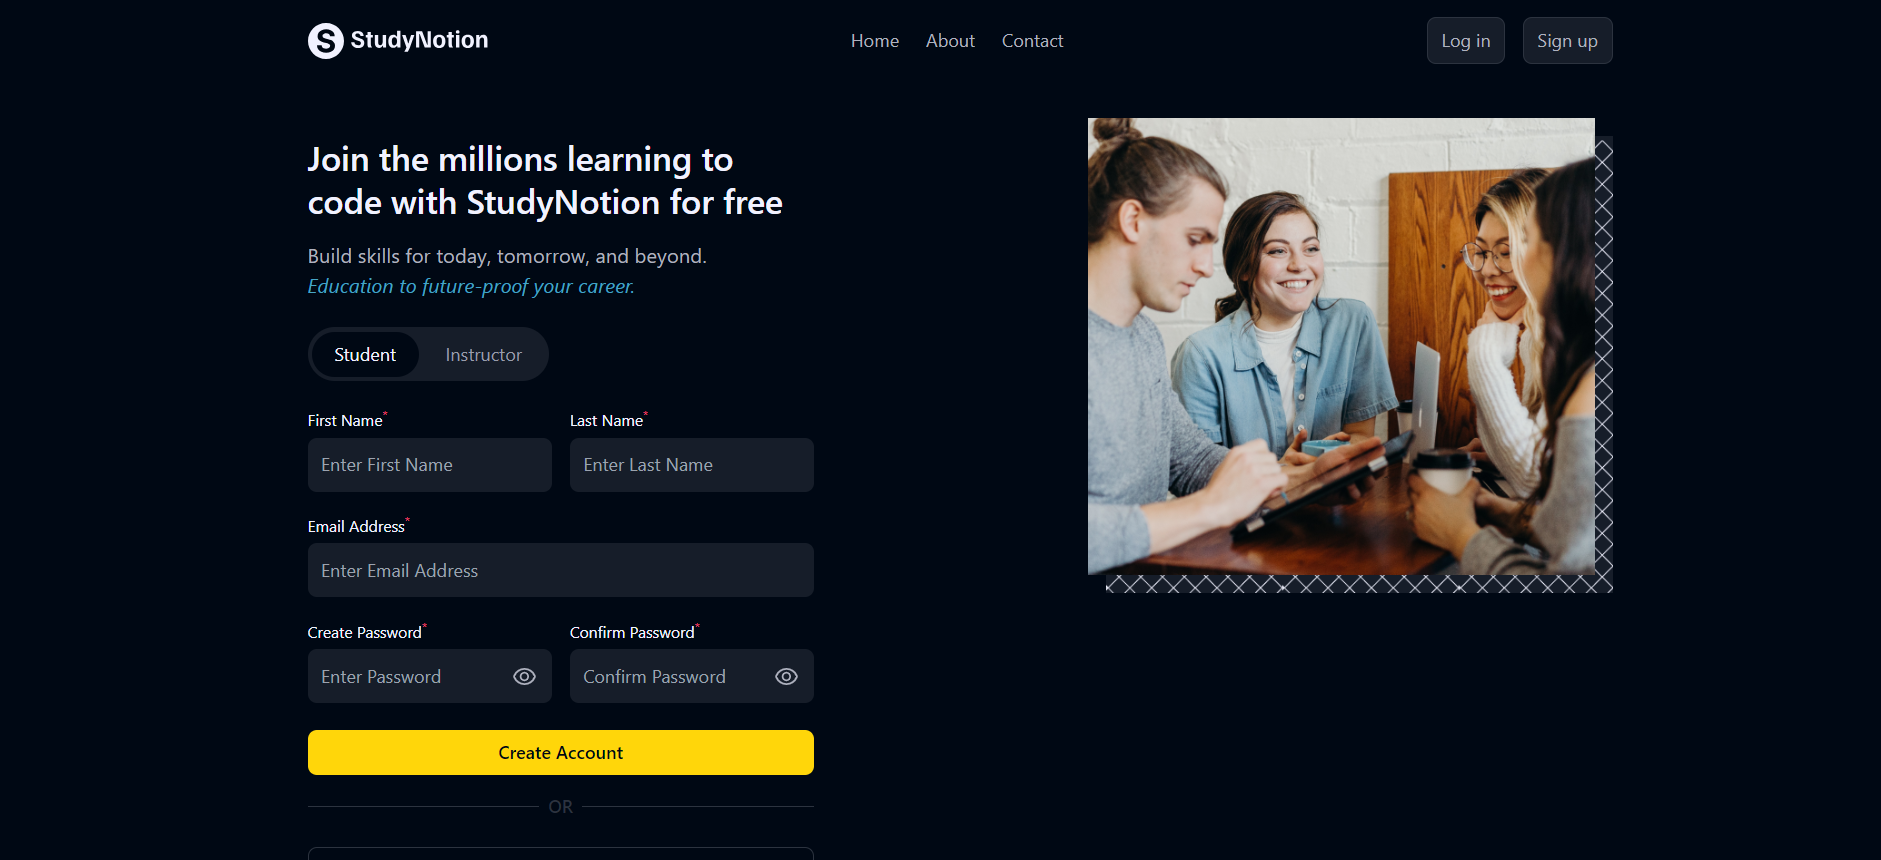 StudyNotion
Home About Contact
Log in Sign up
Join the millions learning to
code with StudyNotion for free
Build skills for today, tomorrow, and beyond.
Education to future-proof your career.
Student Instructor
First Name* Last Name*
Enter First Name Enter Last Name
Email Address*
Enter Email Address
Create Password* Confirm Password*
Enter Password Confirm Password
Create Account
OR